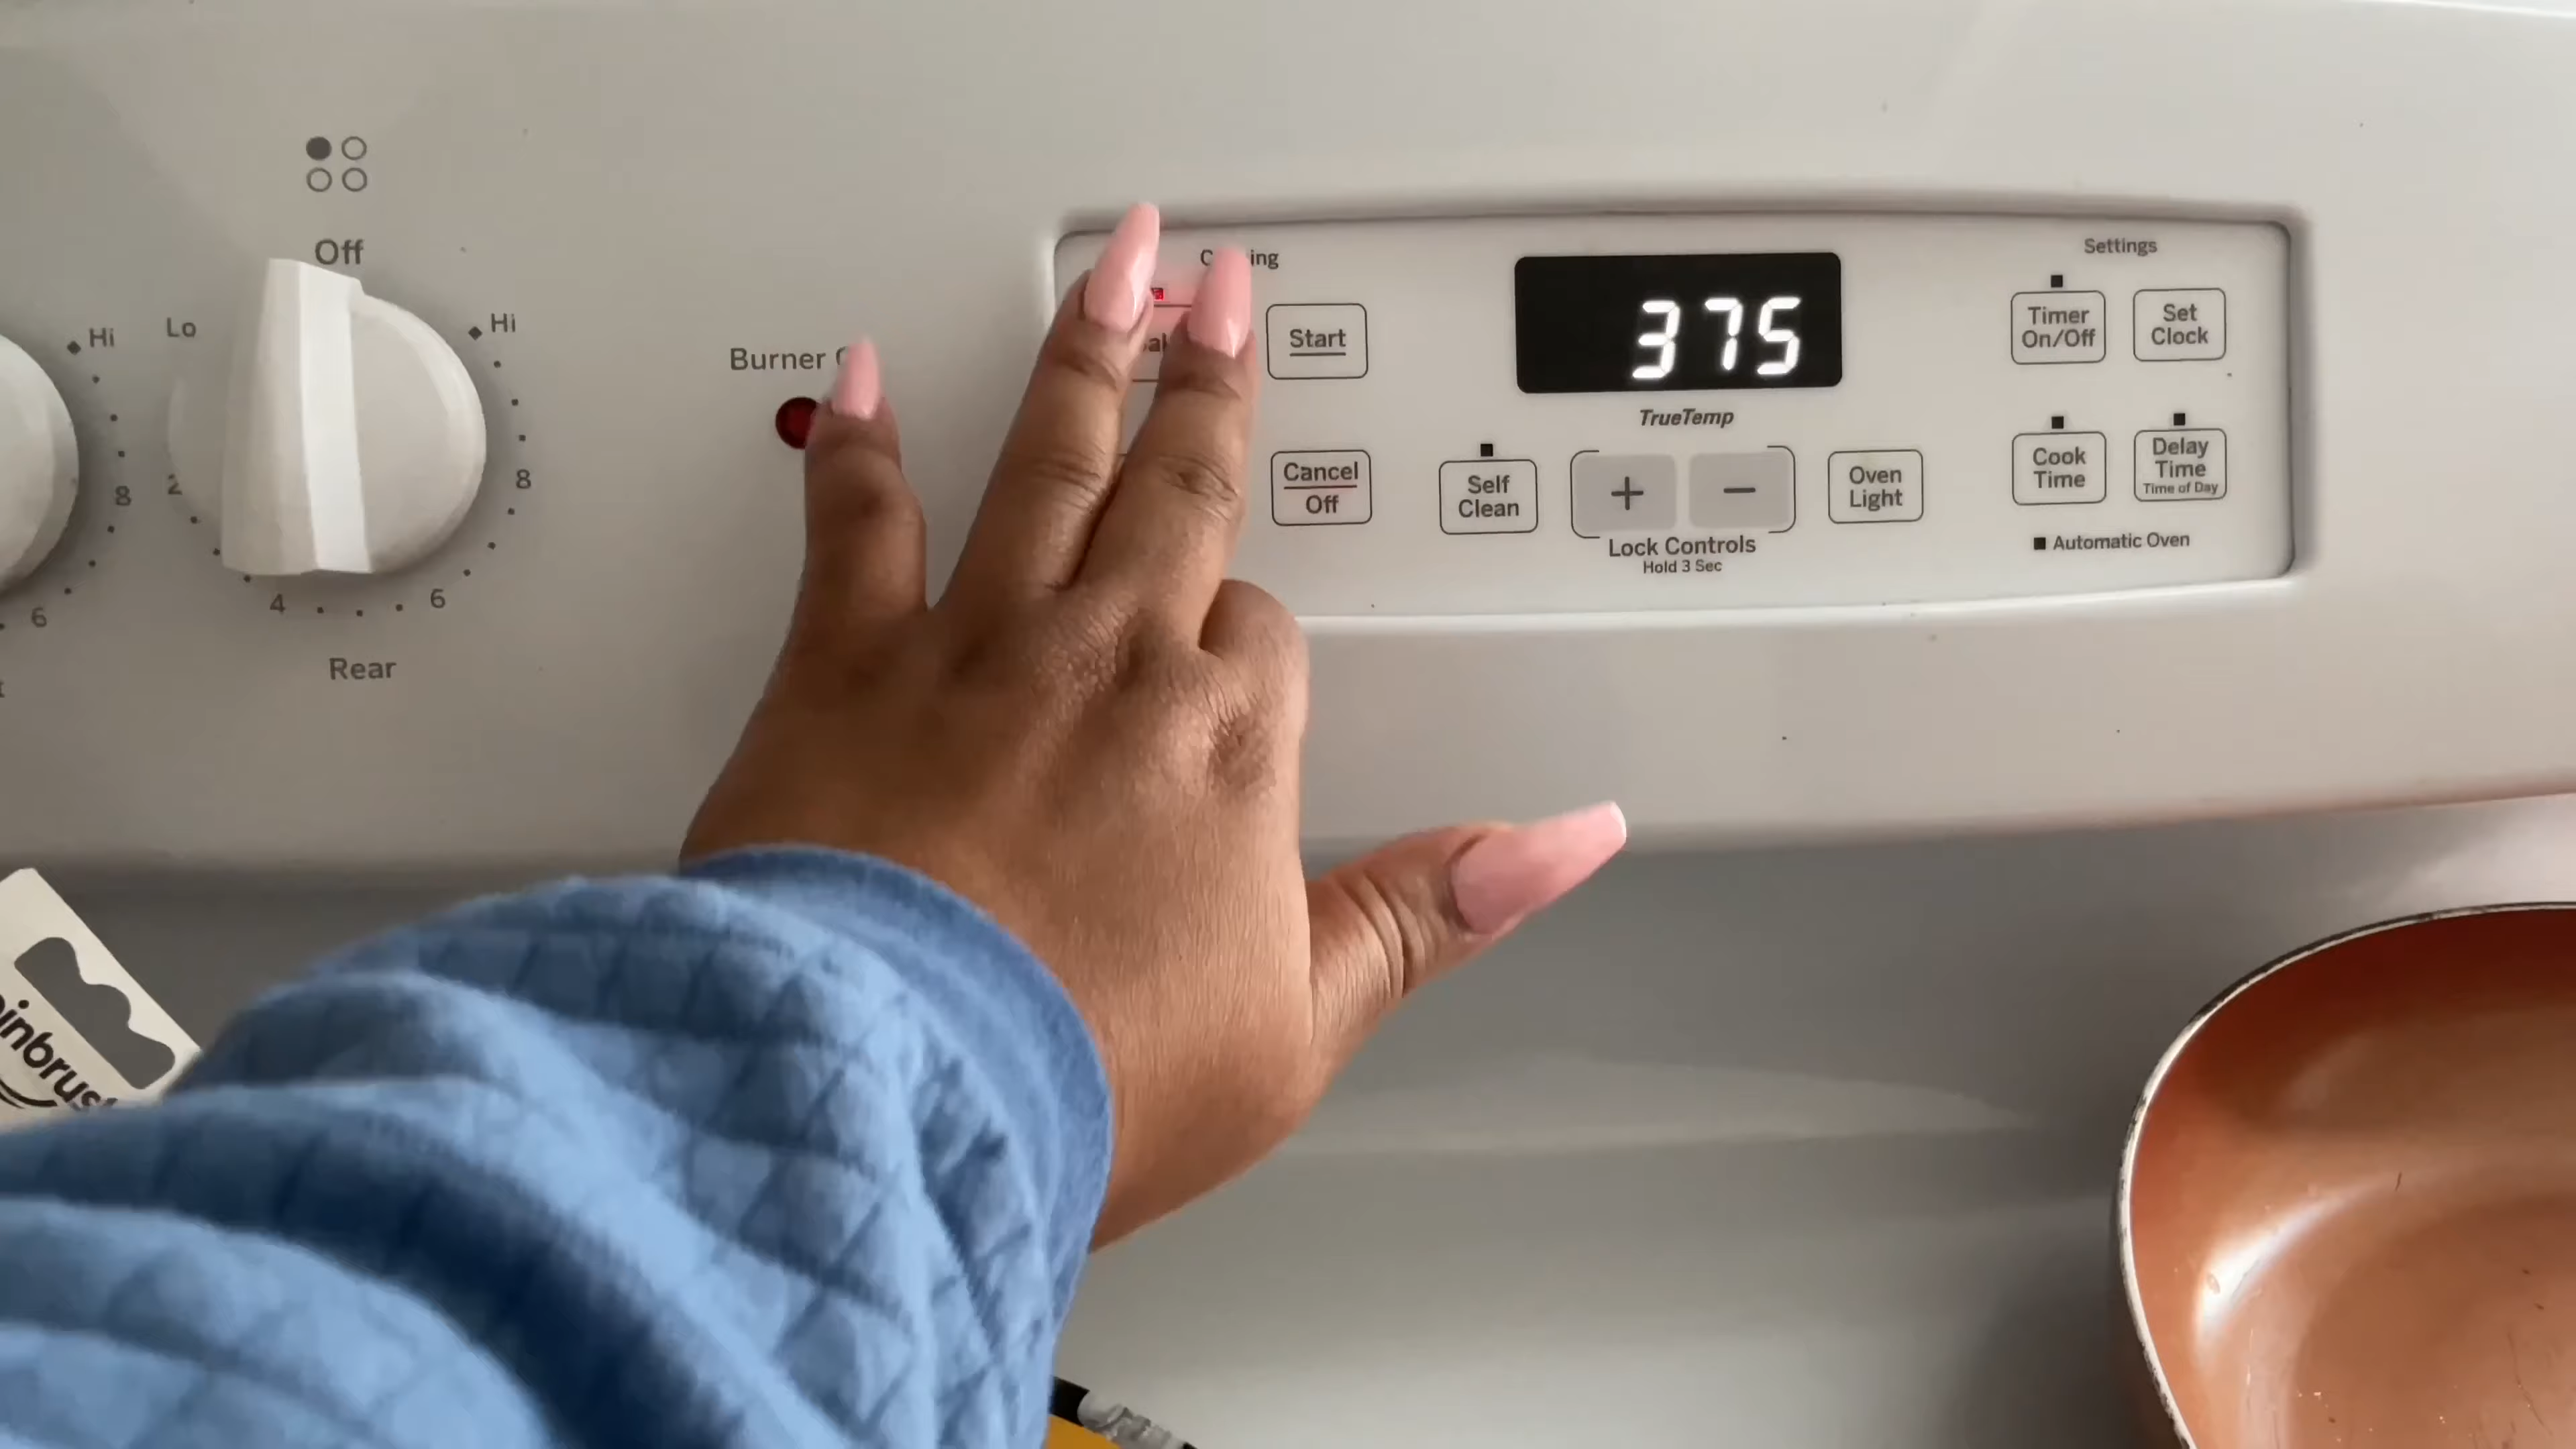 Off
Lo
Hi
Hi
2
8
8
4
6
6
Rear
Burner
Start
Cancel
Off
375
TrueTemp
Self
Clean
+ −
Lock Controls
Hold 3 Sec
Oven
Light
Settings
Timer
On/Off
Set
Clock
Cook
Time
Delay
Time
Time of Day
Automatic Oven